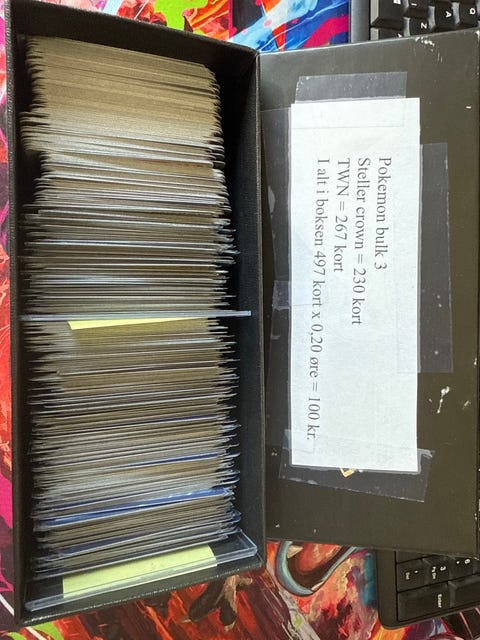 Pokemon bulk 3
Steller crown = 230 kort
TWN = 267 kort
I alt i boksen 497 kort x 0,20 øre = 100 kr.